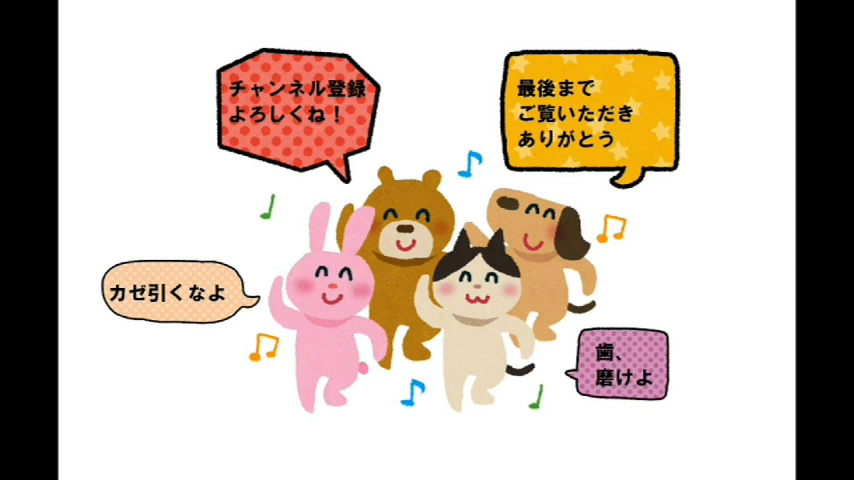 チャンネル登録
よろしくね！
最後まで
ご覧いただき
ありがとう
カゼ引くなよ
歯、
磨けよ